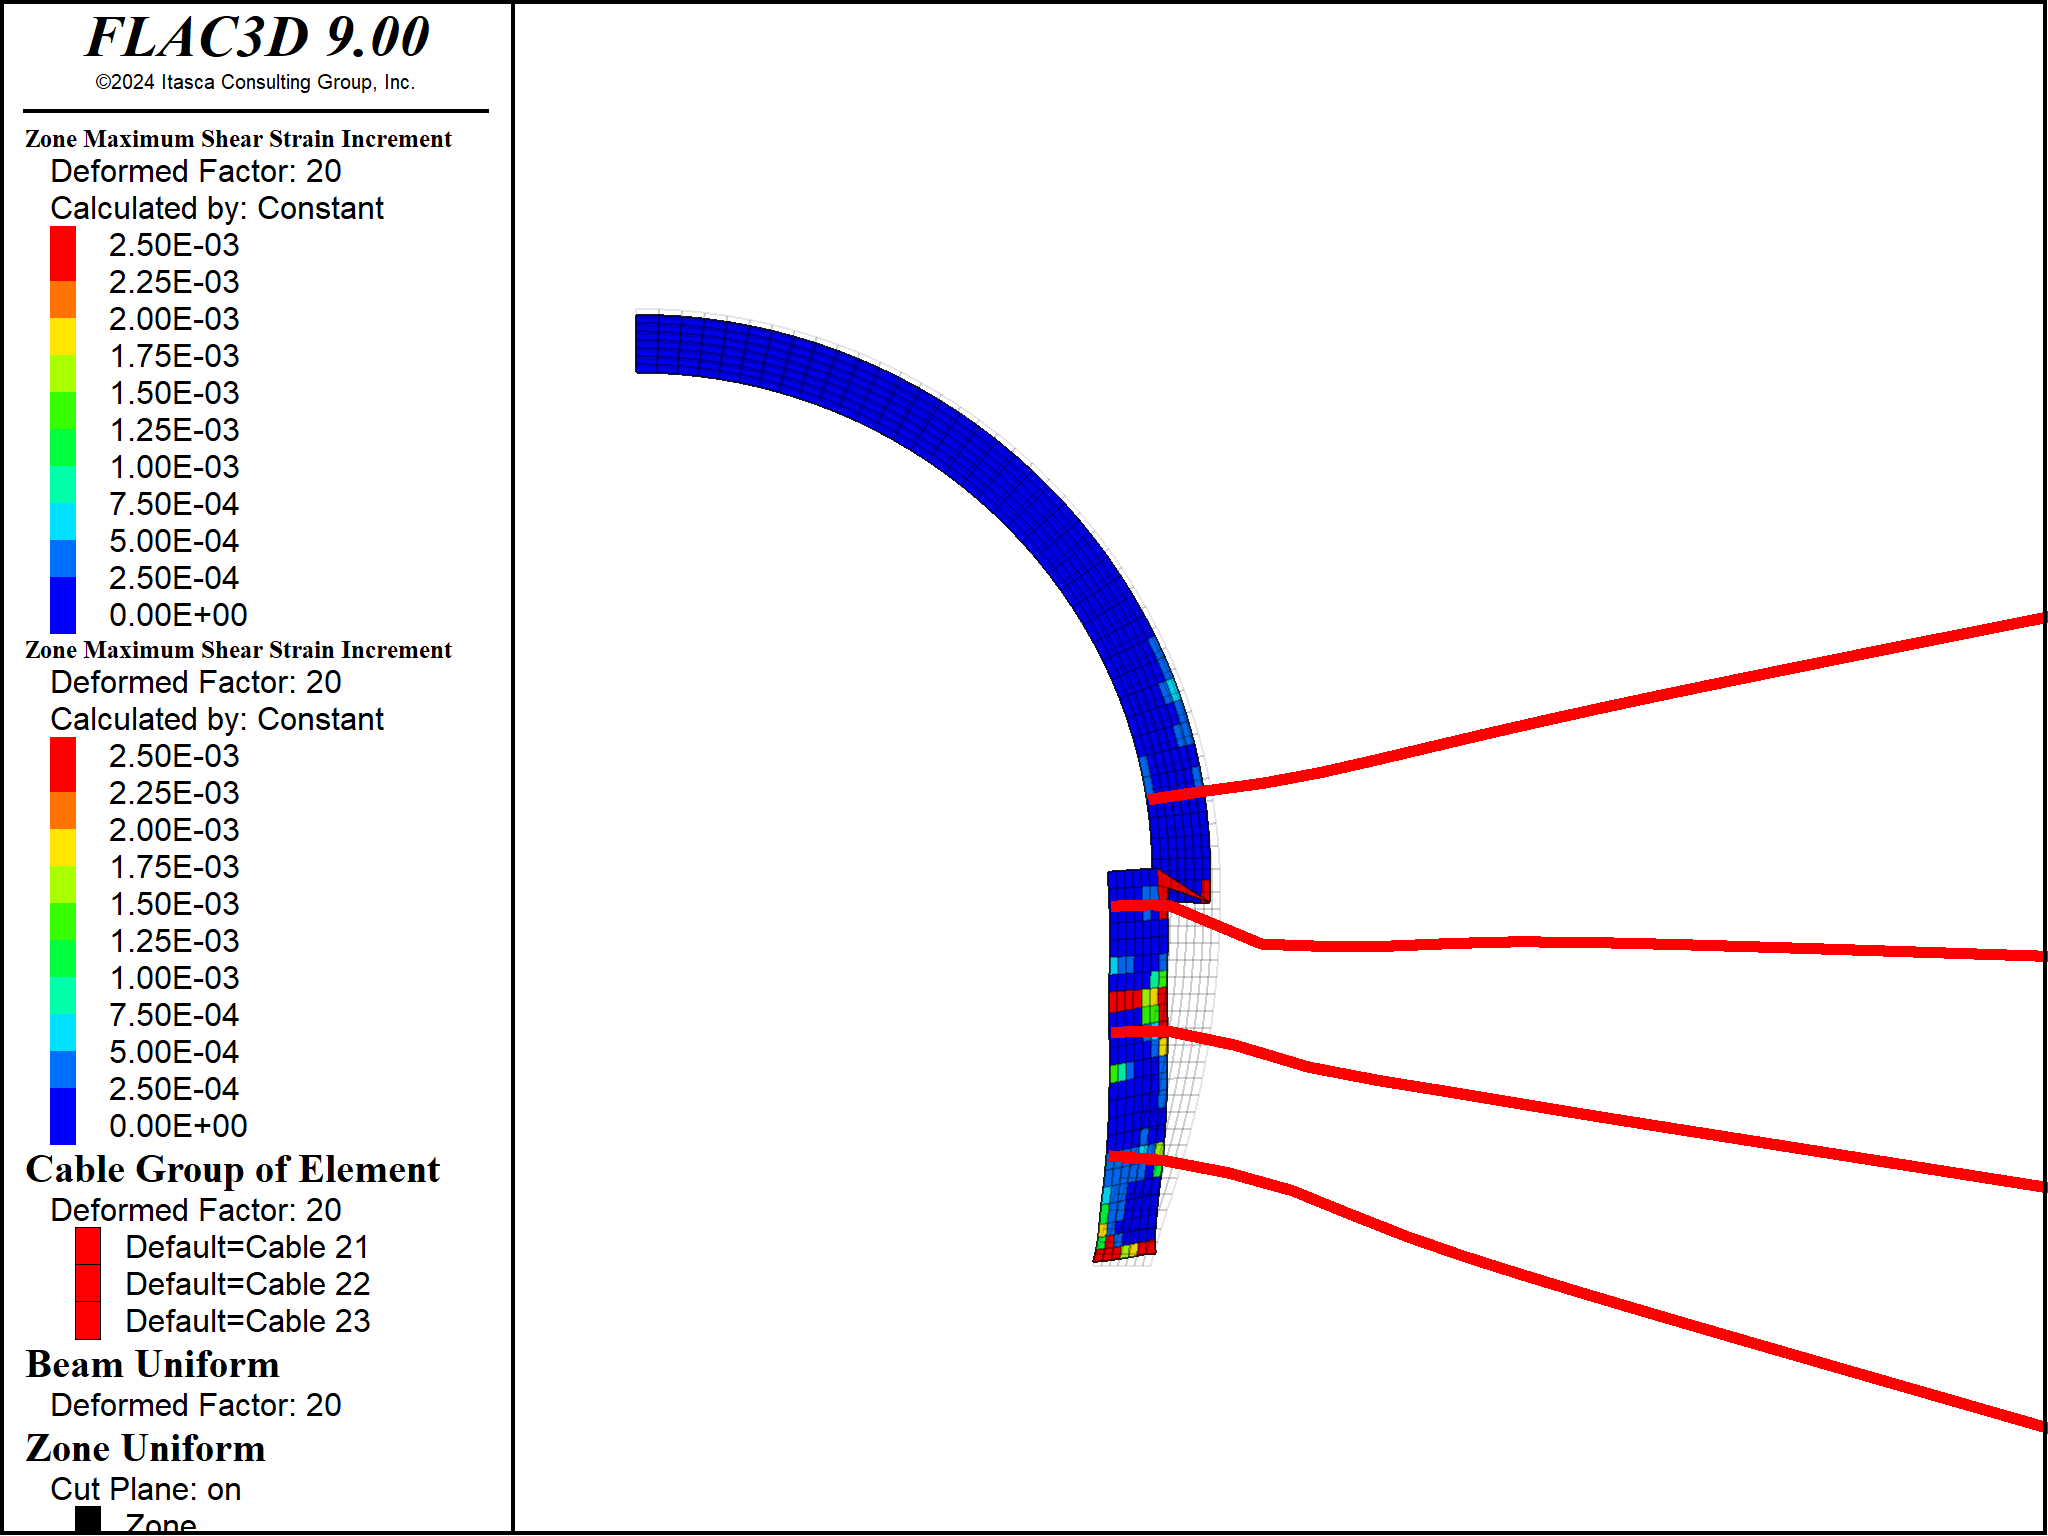 FLAC3D 9.00
©2024 Itasca Consulting Group, Inc.
Zone Maximum Shear Strain Increment
Deformed Factor: 20
Calculated by: Constant
2.50E-03
2.25E-03
2.00E-03
1.75E-03
1.50E-03
1.25E-03
1.00E-03
7.50E-04
5.00E-04
2.50E-04
0.00E+00
Zone Maximum Shear Strain Increment
Deformed Factor: 20
Calculated by: Constant
2.50E-03
2.25E-03
2.00E-03
1.75E-03
1.50E-03
1.25E-03
1.00E-03
7.50E-04
5.00E-04
2.50E-04
0.00E+00
Cable Group of Element
Deformed Factor: 20
Default=Cable 21
Default=Cable 22
Default=Cable 23
Beam Uniform
Deformed Factor: 20
Zone Uniform
Cut Plane: on
Zone